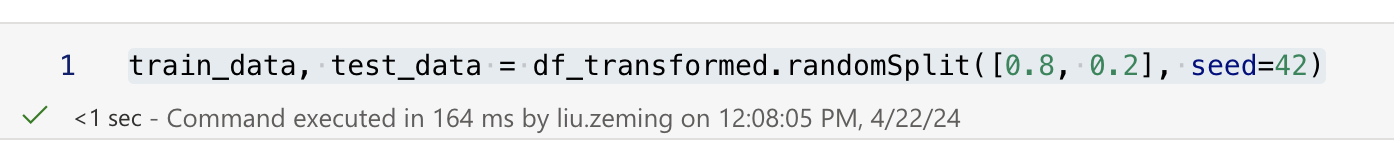 1 train_data, test_data = df_transformed.randomSplit([0.8, 0.2], seed=42)
<1 sec - Command executed in 164 ms by liu.zeming on 12:08:05 PM, 4/22/24